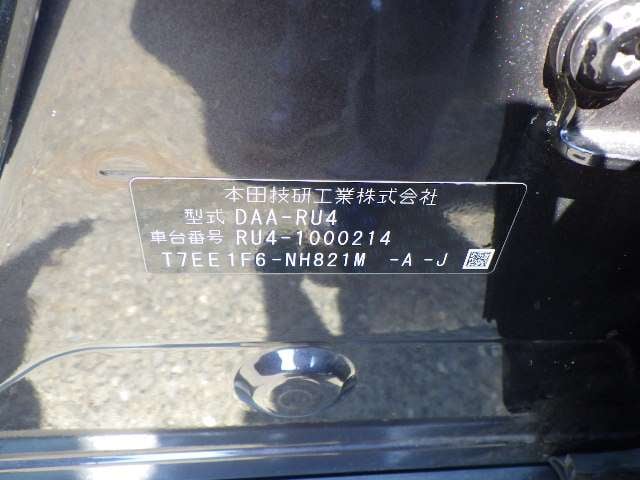 本田技研工業株式会社
型式 DAA-RU4
車台番号 RU4-1000214
T7EE1F6-NH821M -A-J